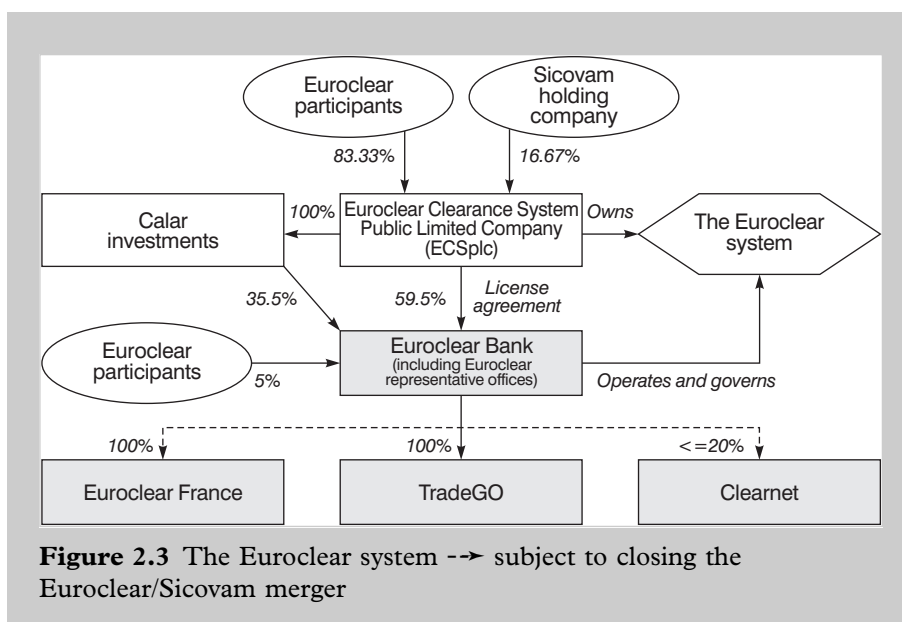 Euroclear
participants
Sicovam
holding
company
83.33%
16.67%
Calar
investments
100%
Euroclear Clearance System
Public Limited Company
(ECSplc)
Owns
The Euroclear
system
35.5%
59.5%
License
agreement
Euroclear
participants
5%
Euroclear Bank
(including Euroclear
representative offices)
Operates and governs
100%
100%
<=20%
Euroclear France
TradeGO
Clearnet
Figure 2.3 The Euroclear system --➤ subject to closing the
Euroclear/Sicovam merger